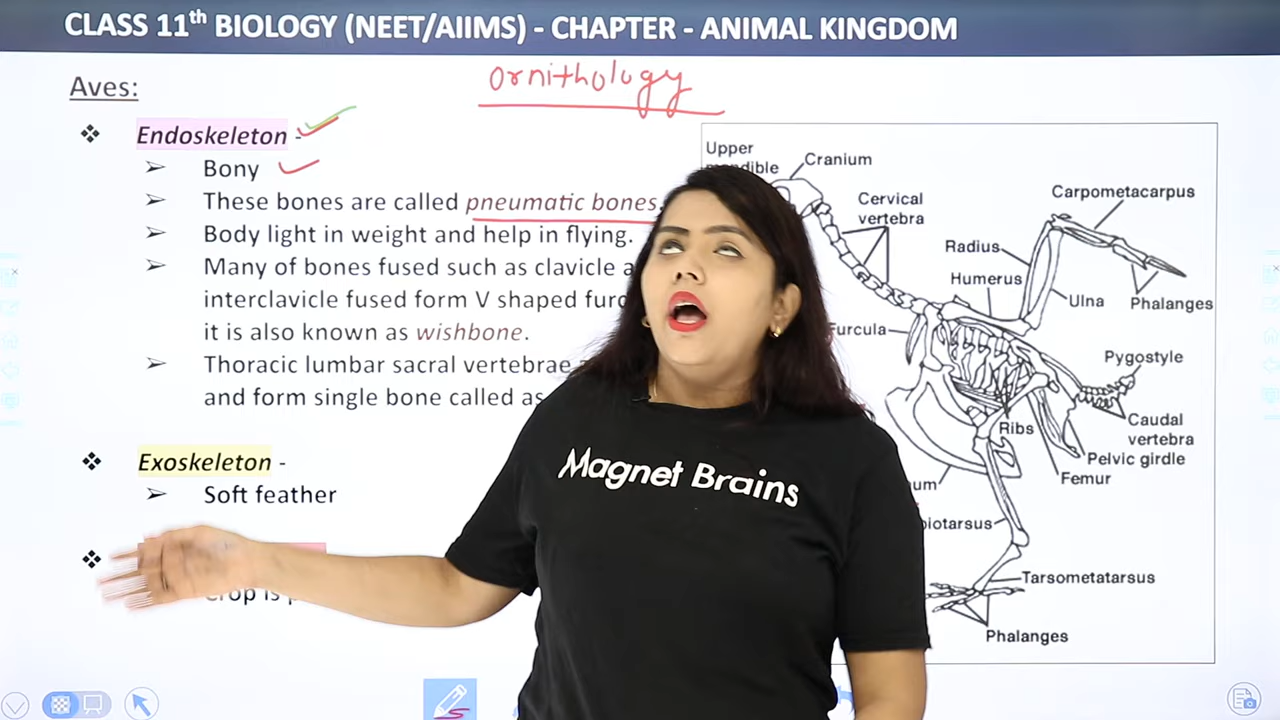 CLASS 11th BIOLOGY (NEET/AIIMS) - CHAPTER - ANIMAL KINGDOM
ornithology
Aves:
Endoskeleton -
Bony
These bones are called pneumatic bones.
Body light in weight and help in flying.
Many of bones fused such as clavicle
interclavicle fused form V shaped
it is also known as wishbone.
Thoracic lumbar sacral vertebrae
and form single bone called as
Exoskeleton -
Soft feather
Crop is
Upper
Cranium
Cervical
vertebra
Carpometacarpus
Radius
Humerus
Ulna
Phalanges
Furcula
Pygostyle
Ribs
Caudal
vertebra
Pelvic girdle
Femur
Tarsometatarsus
Phalanges
Magnet Brains